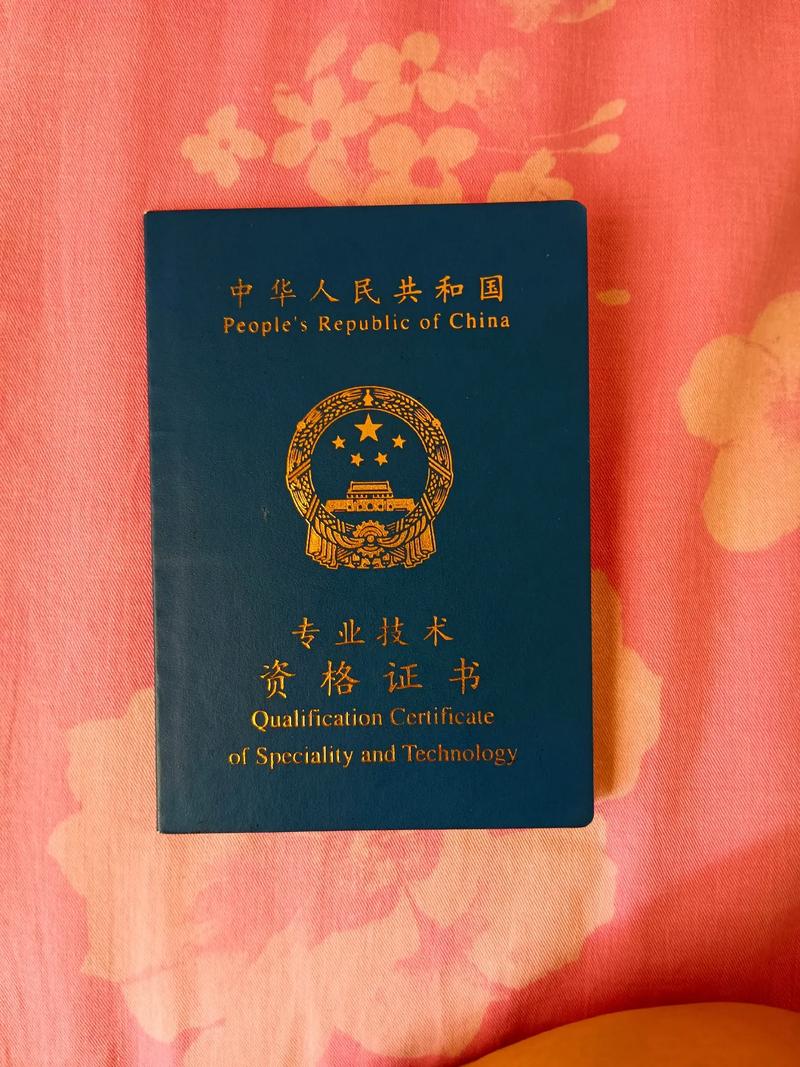 中华人民共和国
People's Republic of China
专业技术
资格证书
Qualification Certificate
of Speciality and Technology